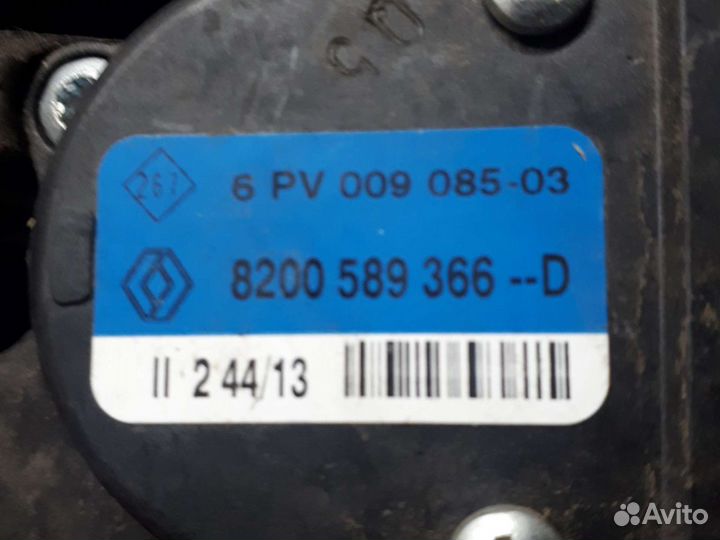 267
6 PV 009 085-03
8200 589 366 --D
II 2 44/13
Avito